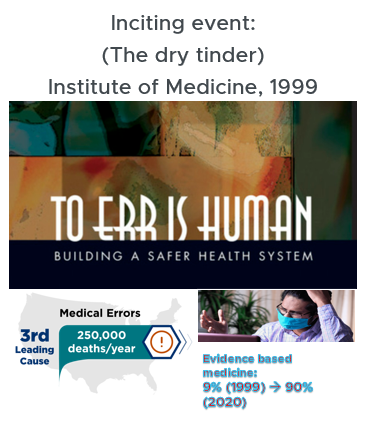 Inciting event:
(The dry tinder)
Institute of Medicine, 1999
TO ERR IS HUMAN
BUILDING A SAFER HEALTH SYSTEM
Medical Errors
3rd
Leading
Cause
250,000
deaths/year
!
Evidence based
medicine:
9% (1999) → 90%
(2020)